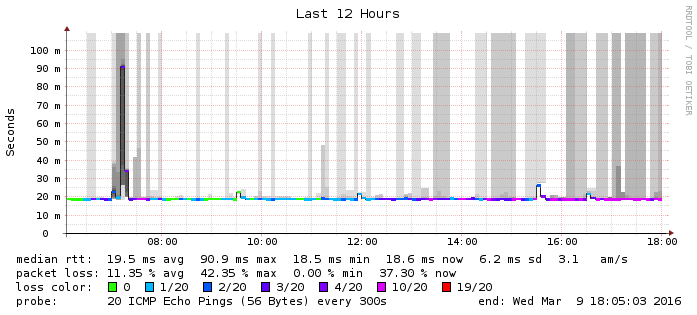 Last 12 Hours
RRDTOOL / TOBI OETIKER
Seconds
100 m
90 m
80 m
70 m
60 m
50 m
40 m
30 m
20 m
10 m
0
08:00 10:00 12:00 14:00 16:00 18:00
median rtt: 19.5 ms avg 90.9 ms max 18.5 ms min 18.6 ms now 6.2 ms sd 3.1 am/s
packet loss: 11.35 % avg 42.35 % max 0.00 % min 37.30 % now
loss color: 0 1/20 2/20 3/20 4/20 10/20 19/20
probe: 20 ICMP Echo Pings (56 Bytes) every 300s end: Wed Mar 9 18:05:03 2016